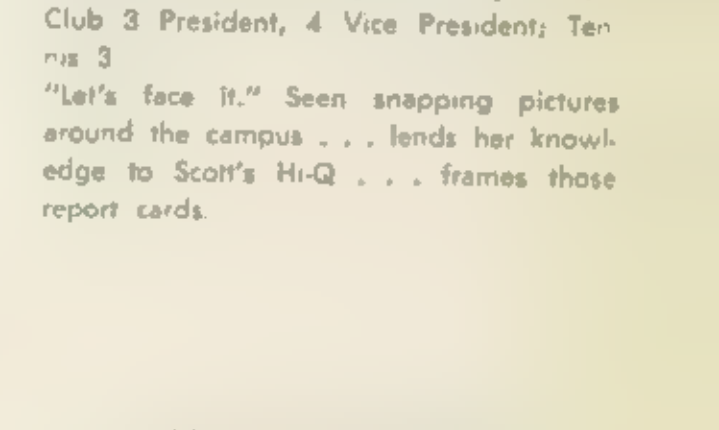 Club 3 President, 4 Vice President; Ten
nis 3
"Let's face it." Seen snapping pictures
around the campus . . . lends her knowl-
edge to Scott's Hi-Q . . . frames those
report cards.